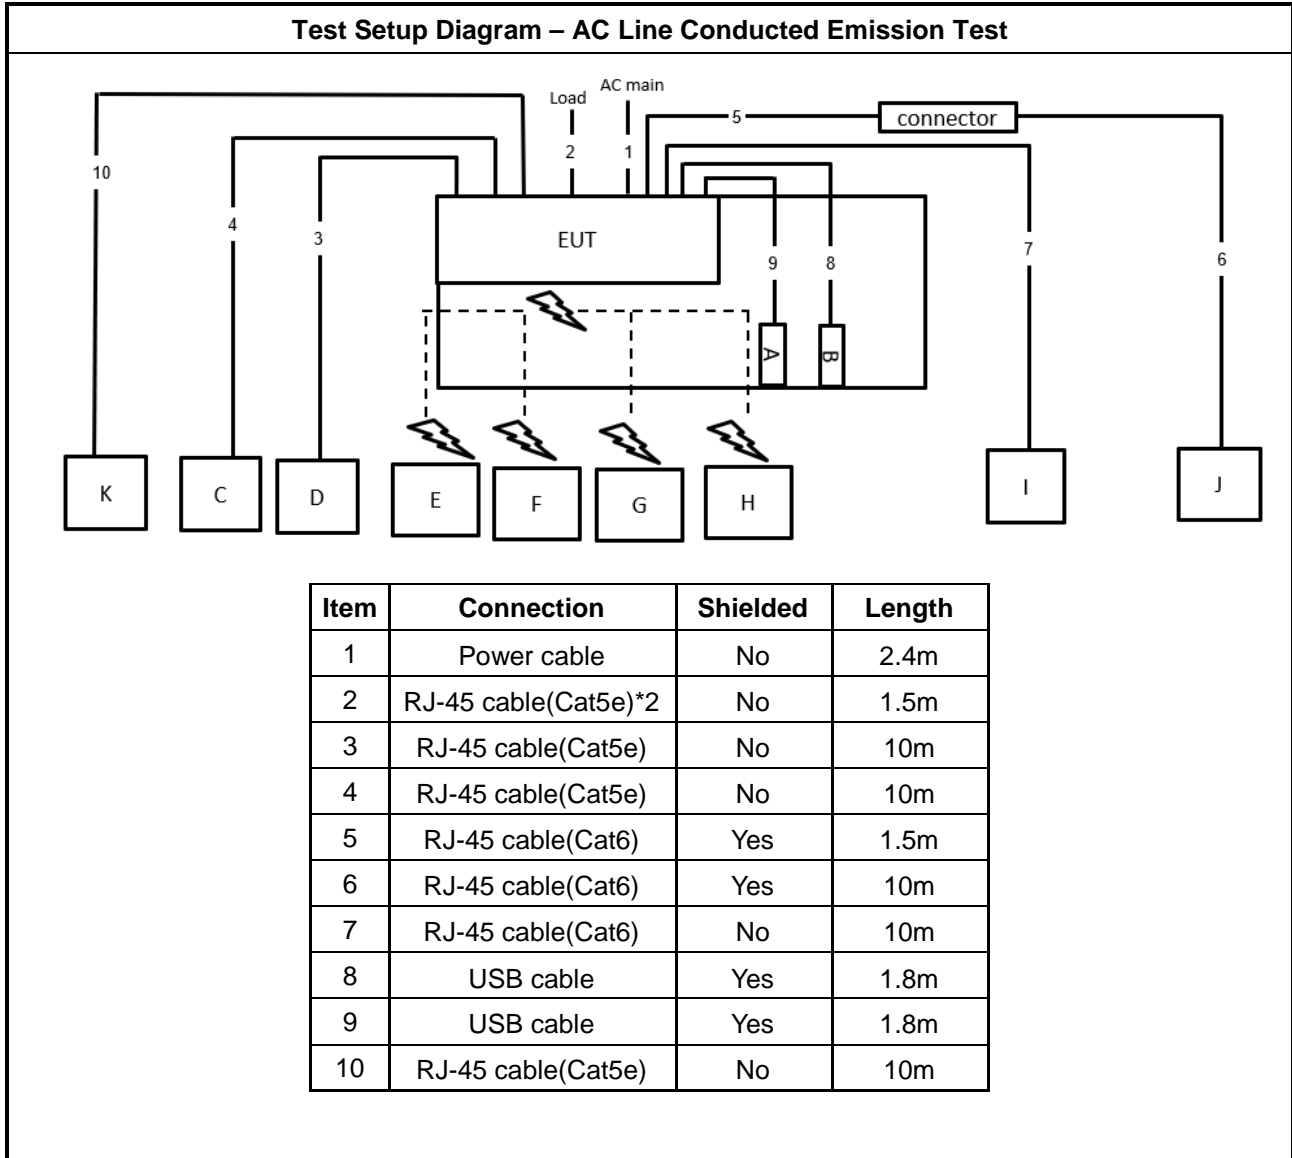 Test Setup Diagram – AC Line Conducted Emission Test
Load
AC main
5
connector
10
2
1
4
3
EUT
9
8
7
6
A
B
K
C
D
E
F
G
H
I
J
Item Connection Shielded Length
1 Power cable No 2.4m
2 RJ-45 cable(Cat5e)*2 No 1.5m
3 RJ-45 cable(Cat5e) No 10m
4 RJ-45 cable(Cat5e) No 10m
5 RJ-45 cable(Cat6) Yes 1.5m
6 RJ-45 cable(Cat6) Yes 10m
7 RJ-45 cable(Cat6) No 10m
8 USB cable Yes 1.8m
9 USB cable Yes 1.8m
10 RJ-45 cable(Cat5e) No 10m